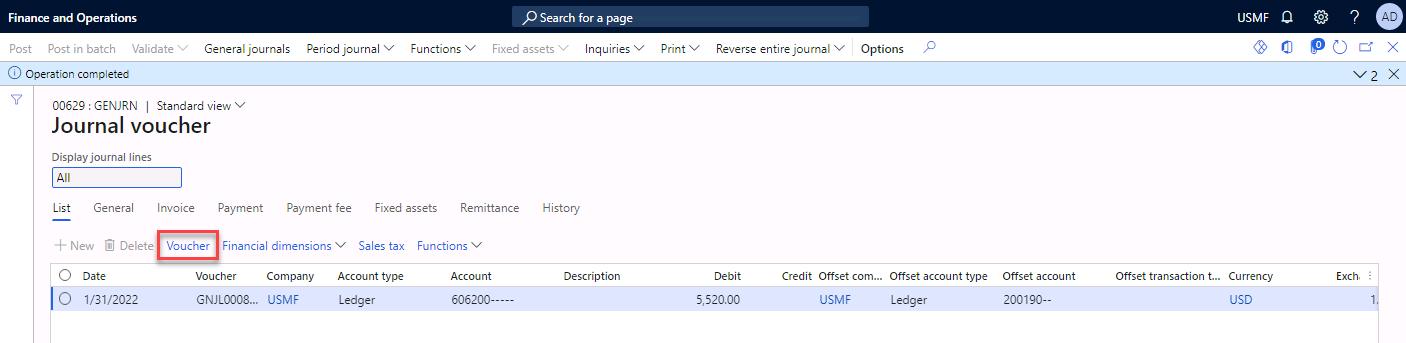 Finance and Operations Search for a page USMF AD
Post Post in batch Validate General journals Period journal Functions Fixed assets Inquiries Print Reverse entire journal Options 0
Operation completed 2
00629 : GENJRN | Standard view
Journal voucher
Display journal lines
All
List General Invoice Payment Payment fee Fixed assets Remittance History
New Delete Voucher Financial dimensions Sales tax Functions
Date Voucher Company Account type Account Description Debit Credit Offset com... Offset account type Offset account Offset transaction t... Currency Exch
1/31/2022 GNJL0008... USMF Ledger 606200----- 5,520.00 USMF Ledger 200190-- USD 1.